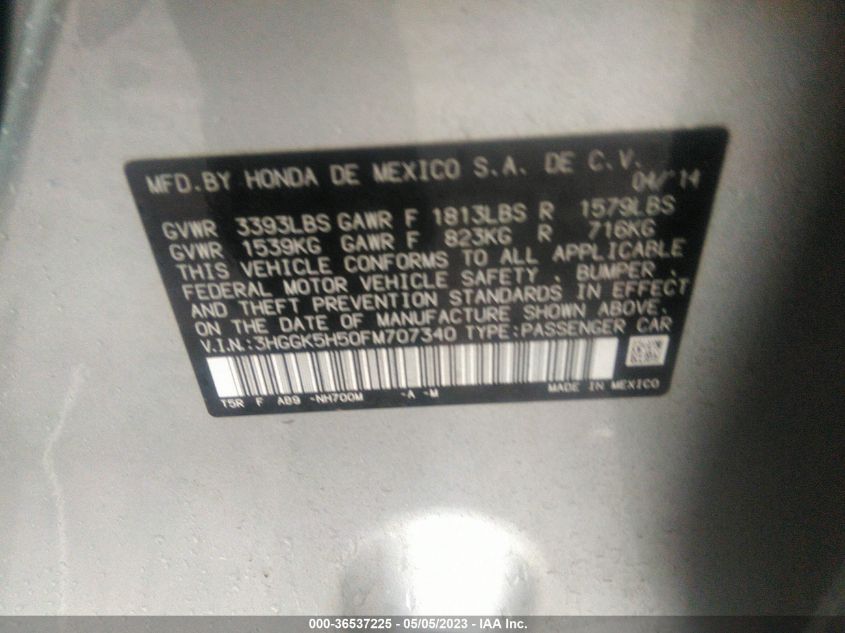 MFD.BY HONDA DE MEXICO S.A. DE C.V.
04/'14
GVWR 3393LBS GAWR F 1813LBS R 1579LBS
GVWR 1539KG GAWR F 823KG R 716KG
THIS VEHICLE CONFORMS TO ALL APPLICABLE
FEDERAL MOTOR VEHICLE SAFETY, BUMPER,
AND THEFT PREVENTION STANDARDS IN EFFECT
ON THE DATE OF MANUFACTURE SHOWN ABOVE.
V.I.N.:3HGGK5H50FM707340 TYPE:PASSENGER CAR
T5R F AB9 -NH700M -A -M MADE IN MEXICO
000-36537225 - 05/05/2023 - IAA Inc.